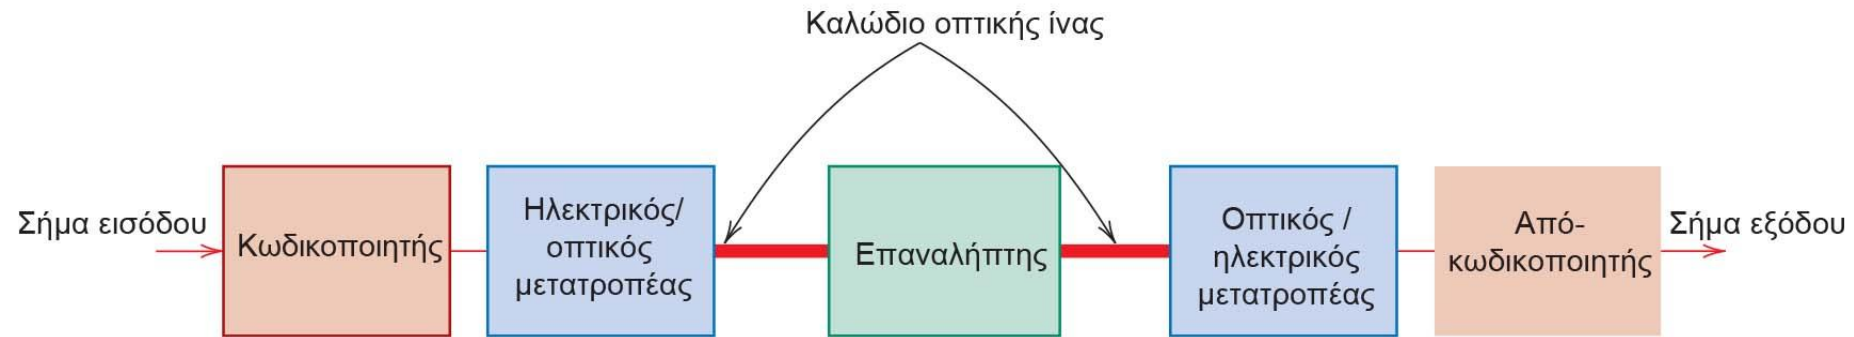 Καλώδιο οπτικής ίνας
Σήμα εισόδου
Κωδικοποιητής
Ηλεκτρικός/
οπτικός
μετατροπέας
Επαναλήπτης
Οπτικός /
ηλεκτρικός
μετατροπέας
Από-
κωδικοποιητής
Σήμα εξόδου